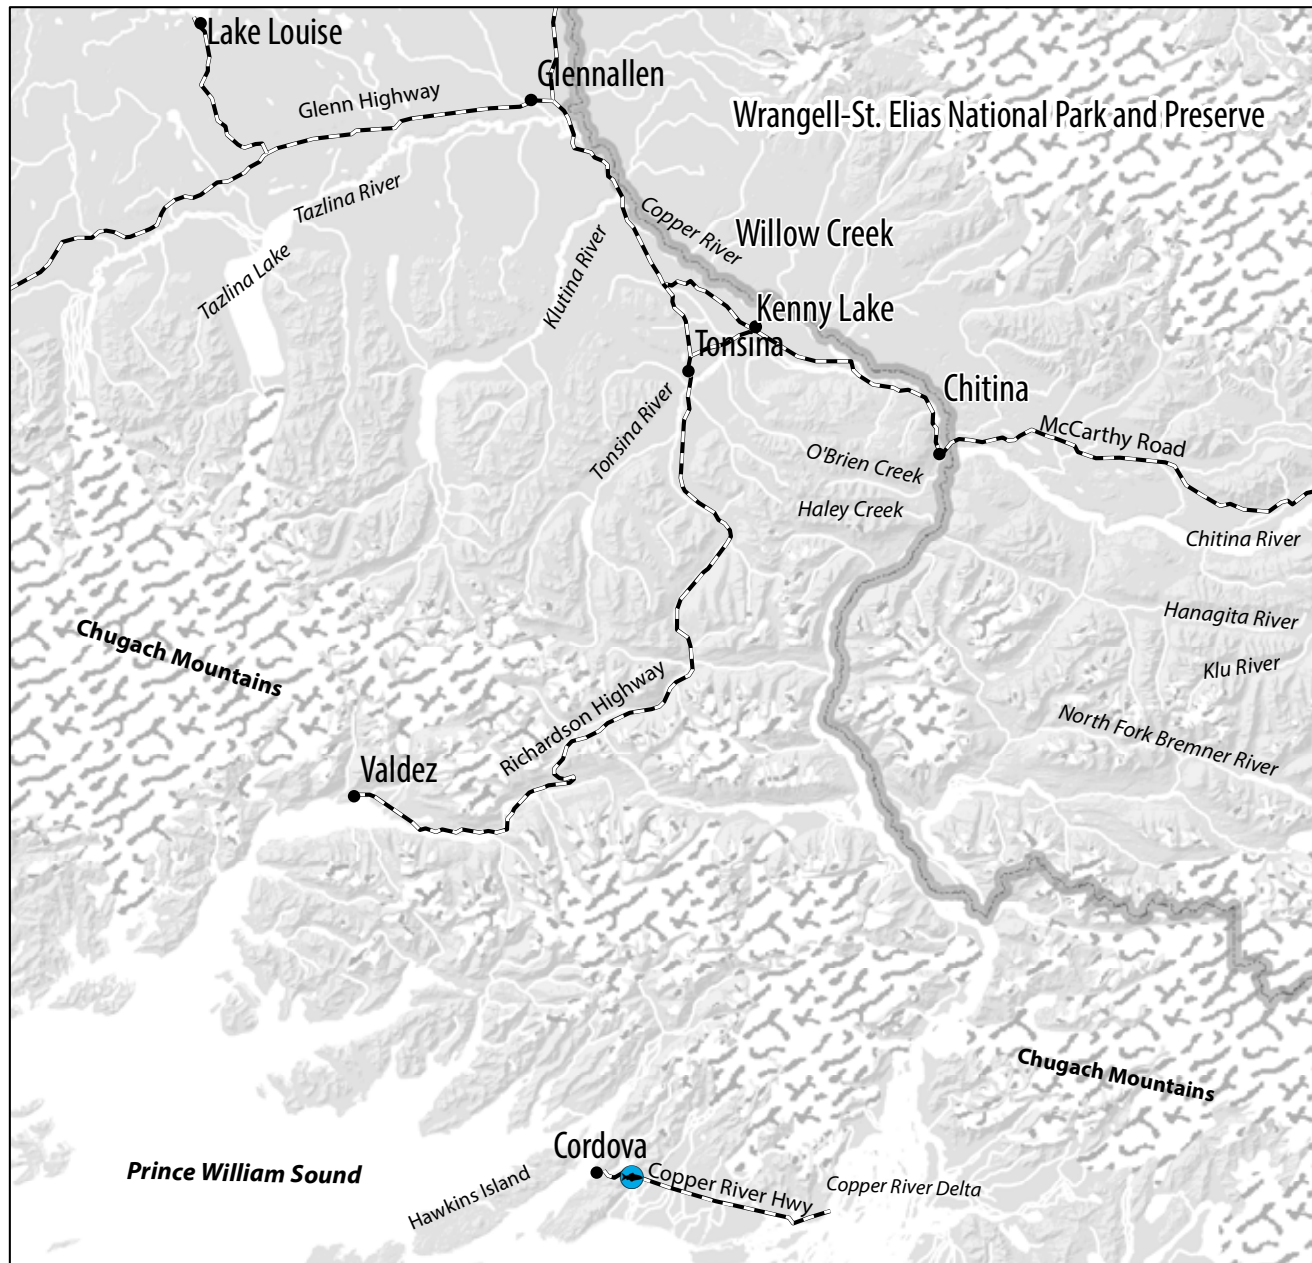 Lake Louise
Glennallen
Glenn Highway
Wrangell-St. Elias National Park and Preserve
Tazlina River
Copper River
Willow Creek
Tazlina Lake
Klutina River
Kenny Lake
Tonsina
Chitina
McCarthy Road
Tonsina River
O'Brien Creek
Haley Creek
Chitina River
Hanagita River
Chugach Mountains
Klu River
Richardson Highway
North Fork Bremner River
Valdez
Chugach Mountains
Cordova
Prince William Sound
Hawkins Island
Copper River Hwy
Copper River Delta